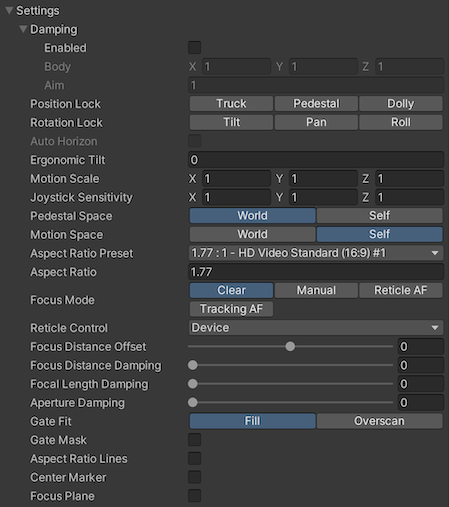 Settings
Damping
Enabled
Body X 1 Y 1 Z 1
Aim 1
Position Lock Truck Pedestal Dolly
Rotation Lock Tilt Pan Roll
Auto Horizon
Ergonomic Tilt 0
Motion Scale X 1 Y 1 Z 1
Joystick Sensitivity X 1 Y 1 Z 1
Pedestal Space World Self
Motion Space World Self
Aspect Ratio Preset 1.77 : 1 - HD Video Standard (16:9) #1
Aspect Ratio 1.77
Focus Mode Clear Manual Reticle AF
Tracking AF
Reticle Control Device
Focus Distance Offset 0
Focus Distance Damping 0
Focal Length Damping 0
Aperture Damping 0
Gate Fit Fill Overscan
Gate Mask
Aspect Ratio Lines
Center Marker
Focus Plane